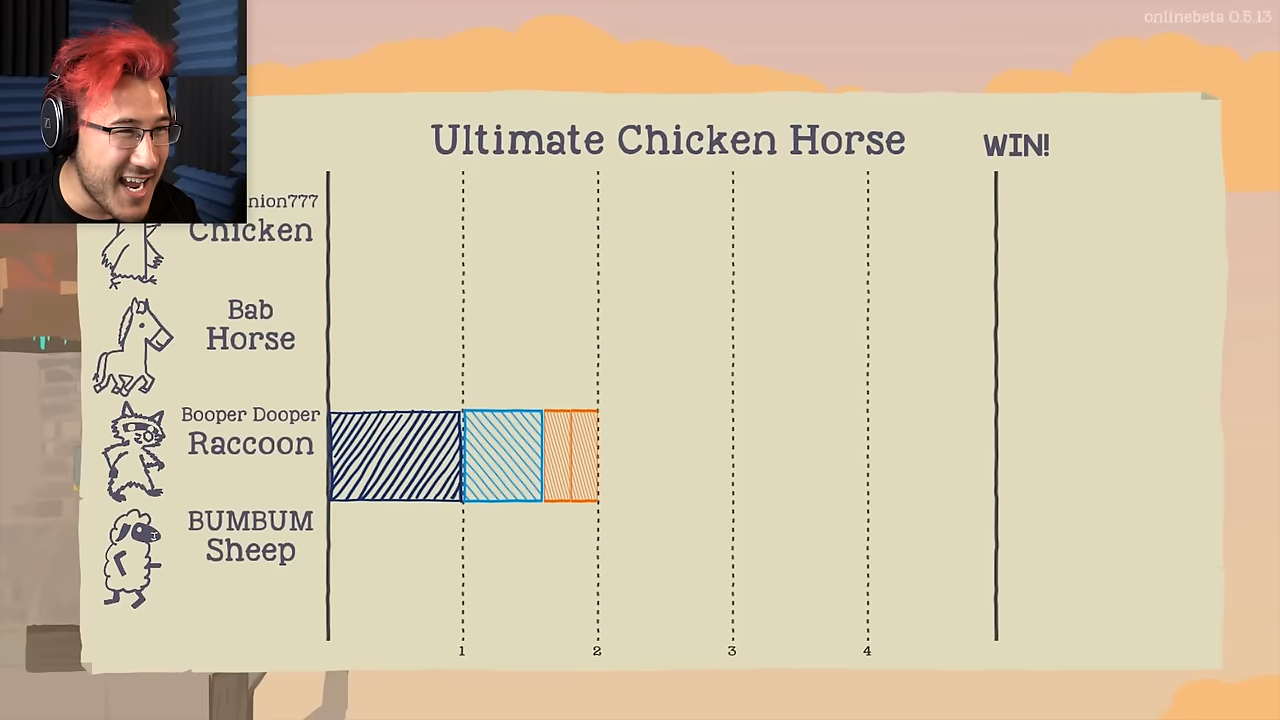 onlinebeta 0.5.13
Ultimate Chicken Horse
WIN!
nion777
Chicken
Bab
Horse
Booper Dooper
Raccoon
BUMBUM
Sheep
1 2 3 4